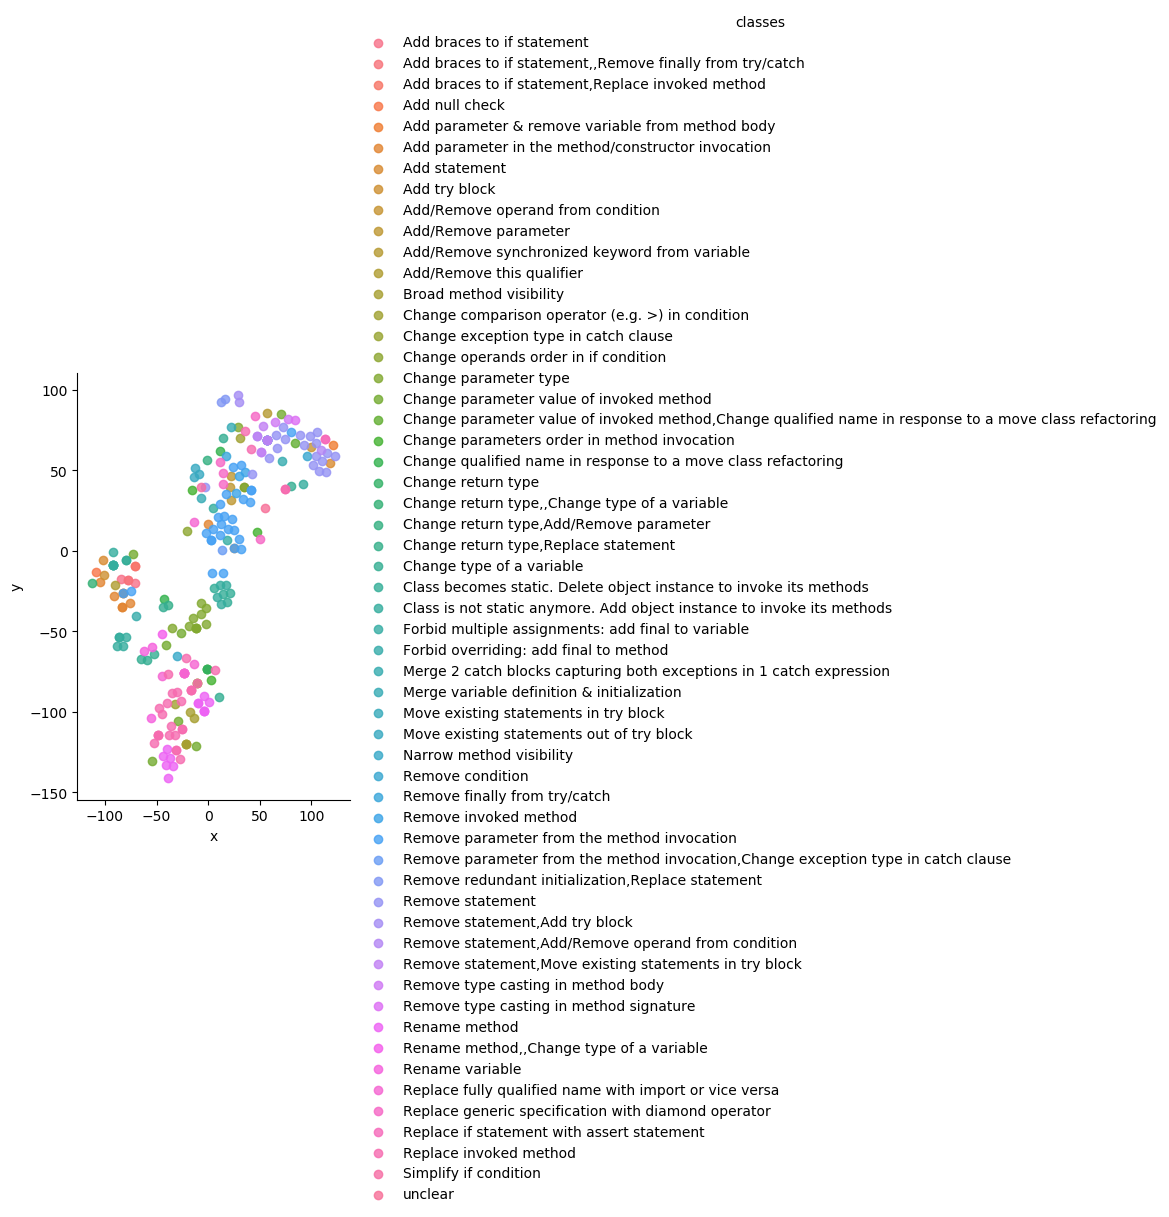 classes
Add braces to if statement
Add braces to if statement,,Remove finally from try/catch
Add braces to if statement,Replace invoked method
Add null check
Add parameter & remove variable from method body
Add parameter in the method/constructor invocation
Add statement
Add try block
Add/Remove operand from condition
Add/Remove parameter
Add/Remove synchronized keyword from variable
Add/Remove this qualifier
Broad method visibility
Change comparison operator (e.g. >) in condition
Change exception type in catch clause
Change operands order in if condition
Change parameter type
Change parameter value of invoked method
Change parameter value of invoked method,Change qualified name in response to a move class refactoring
Change parameters order in method invocation
Change qualified name in response to a move class refactoring
Change return type
Change return type,,Change type of a variable
Change return type,Add/Remove parameter
Change return type,Replace statement
Change type of a variable
Class becomes static. Delete object instance to invoke its methods
Class is not static anymore. Add object instance to invoke its methods
Forbid multiple assignments: add final to variable
Forbid overriding: add final to method
Merge 2 catch blocks capturing both exceptions in 1 catch expression
Merge variable definition & initialization
Move existing statements in try block
Move existing statements out of try block
Narrow method visibility
Remove condition
Remove finally from try/catch
Remove invoked method
Remove parameter from the method invocation
Remove parameter from the method invocation,Change exception type in catch clause
Remove redundant initialization,Replace statement
Remove statement
Remove statement,Add try block
Remove statement,Add/Remove operand from condition
Remove statement,Move existing statements in try block
Remove type casting in method body
Remove type casting in method signature
Rename method
Rename method,,Change type of a variable
Rename variable
Replace fully qualified name with import or vice versa
Replace generic specification with diamond operator
Replace if statement with assert statement
Replace invoked method
Simplify if condition
unclear
100
50
0
−50
−100
−150
y
−100 −50 0 50 100
x